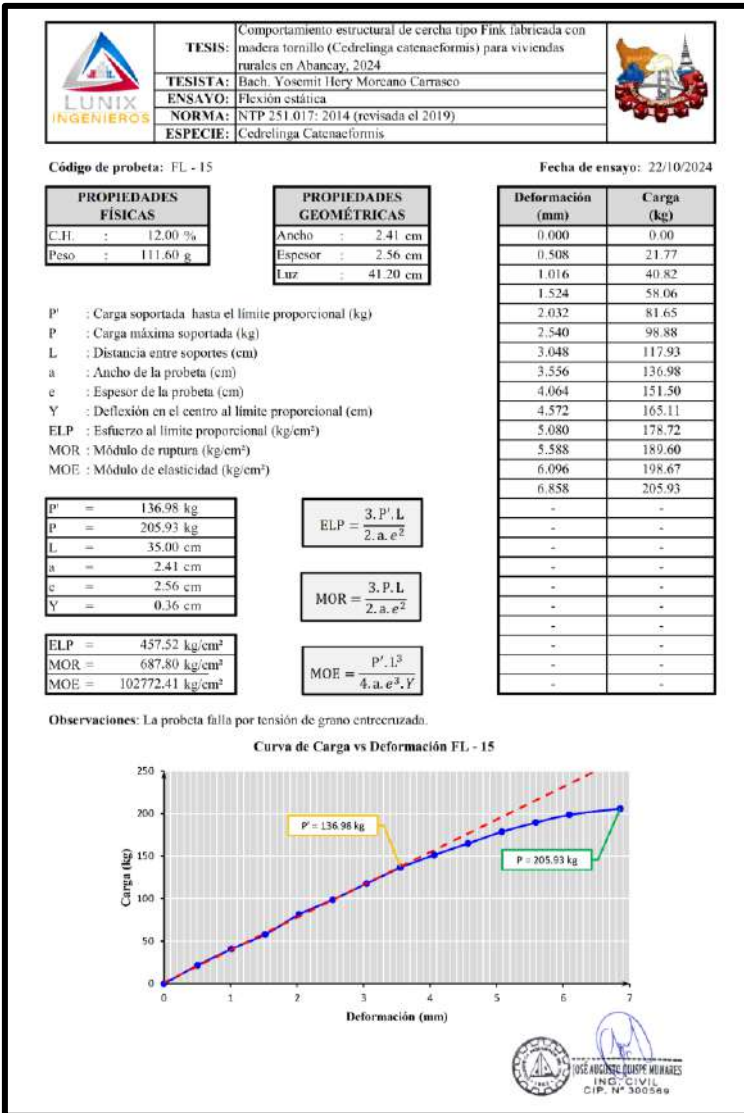 LUNIX
INGENIEROS
TESIS: Comportamiento estructural de cercha tipo Fink fabricada con
madera tornillo (Cedrelinga catenaeformis) para viviendas
rurales en Abancay, 2024
TESISTA: Bach. Yosemit Hery Moreano Carrasco
ENSAYO: Flexión estática
NORMA: NTP 251.017: 2014 (revisada el 2019)
ESPECIE: Cedrelinga Catenaeformis
Código de probeta: FL - 15
Fecha de ensayo: 22/10/2024
PROPIEDADES
FÍSICAS
C.H. : 12.00 %
Peso : 111.60 g
PROPIEDADES
GEOMÉTRICAS
Ancho : 2.41 cm
Espesor : 2.56 cm
Luz : 41.20 cm
P' : Carga soportada hasta el límite proporcional (kg)
P : Carga máxima soportada (kg)
L : Distancia entre soportes (cm)
a : Ancho de la probeta (cm)
e : Espesor de la probeta (cm)
Y : Deflexión en el centro al límite proporcional (cm)
ELP : Esfuerzo al límite proporcional (kg/cm²)
MOR : Módulo de ruptura (kg/cm²)
MOE : Módulo de elasticidad (kg/cm²)
P' = 136.98 kg
P = 205.93 kg
L = 35.00 cm
a = 2.41 cm
e = 2.56 cm
Y = 0.36 cm
ELP = 457.52 kg/cm²
MOR = 687.80 kg/cm²
MOE = 102772.41 kg/cm²
ELP = 3.P'.L / 2.a.e²
MOR = 3.P.L / 2.a.e²
MOE = P'.L³ / 4.a.e³.Y
Deformación (mm) Carga (kg)
0.000 0.00
0.508 21.77
1.016 40.82
1.524 58.06
2.032 81.65
2.540 98.88
3.048 117.93
3.556 136.98
4.064 151.50
4.572 165.11
5.080 178.72
5.588 189.60
6.096 198.67
6.858 205.93
- -
- -
- -
- -
- -
- -
- -
- -
- -
- -
Observaciones: La probeta falla por tensión de grano entrecruzada.
Curva de Carga vs Deformación FL - 15
Carga (kg)
250
200
150
100
50
0
P' = 136.98 kg
P = 205.93 kg
0 1 2 3 4 5 6 7
Deformación (mm)
JOSÉ AUGUSTO QUISPE
ING. CIVIL
CIP. N° 300569